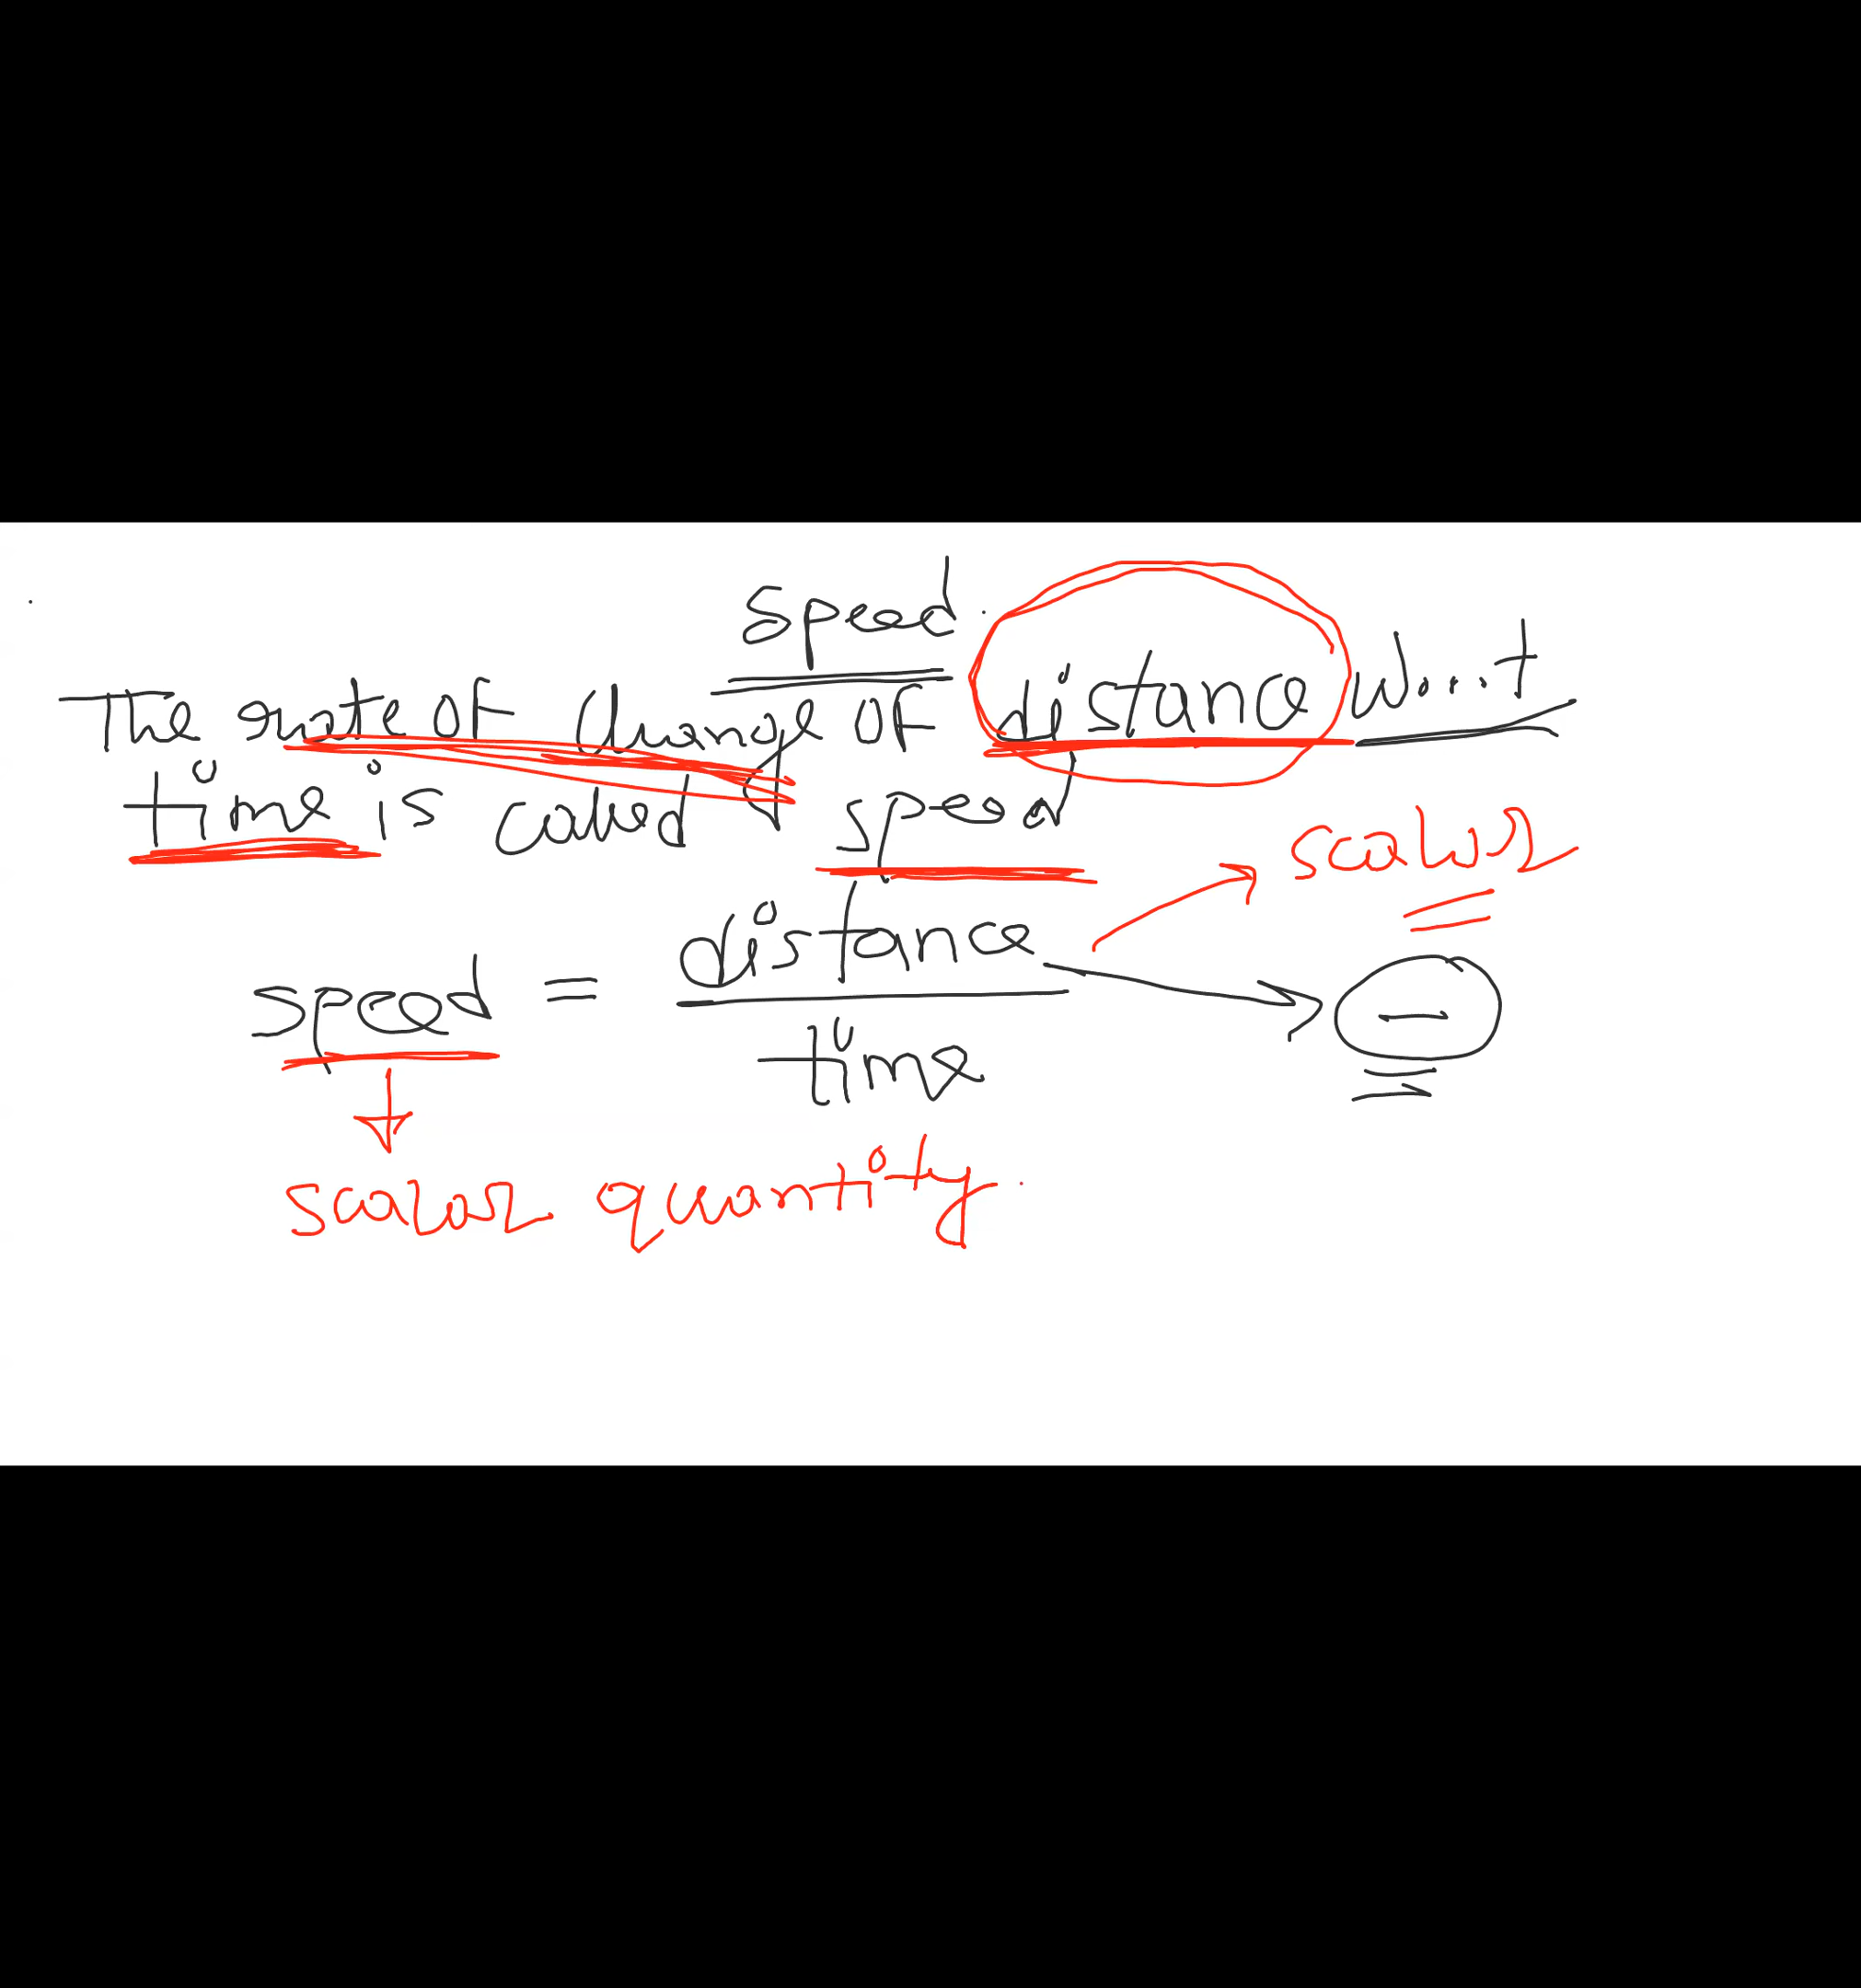 speed.
The rate of change of distance w.r.t
time is called speed
scalar
speed = distance
time
scalar quantity.